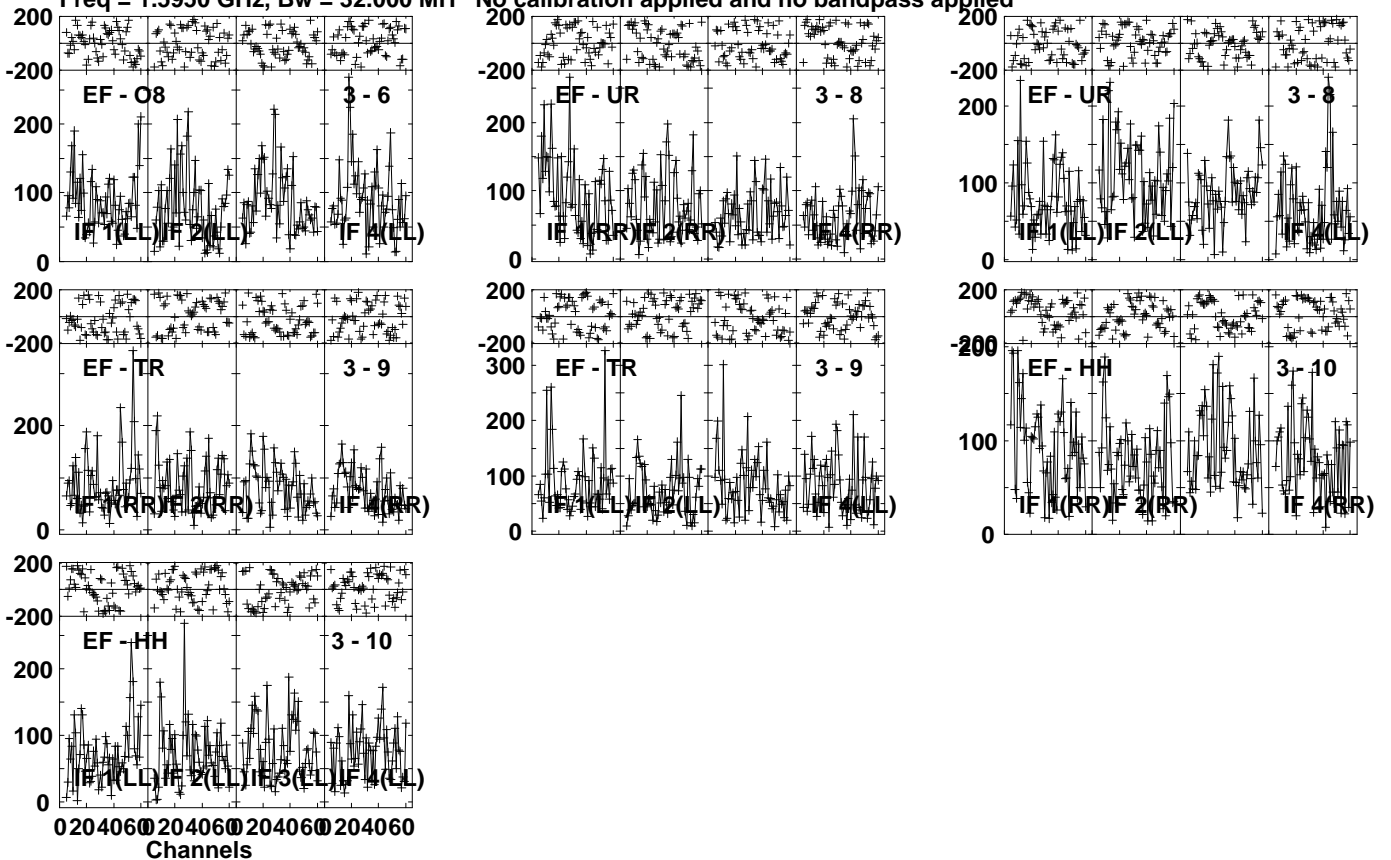 Freq = 1.5950 GHz, Bw = 32.000 MH No calibration applied and no bandpass applied
200
-200
EF - O8 3 - 6
200
100
0
IF 1(LL) IF 2(LL) IF 4(LL)
200
-200
EF - UR 3 - 8
200
100
0
IF 1(RR) IF 2(RR) IF 4(RR)
200
-200
EF - UR 3 - 8
200
100
0
IF 1(LL) IF 2(LL) IF 4(LL)
200
-200
EF - TR 3 - 9
200
0
IF 1(RR) IF 2(RR) IF 4(RR)
200
-200
EF - TR 3 - 9
300
200
100
0
IF 1(LL) IF 2(LL) IF 4(LL)
200
-200
200
EF - HH 3 - 10
100
0
IF 1(RR) IF 2(RR) IF 4(RR)
200
-200
EF - HH 3 - 10
200
100
0
IF 1(LL) IF 2(LL) IF 3(LL) IF 4(LL)
0 20 40 60 0 20 40 60 0 20 40 60 0 20 40 60
Channels